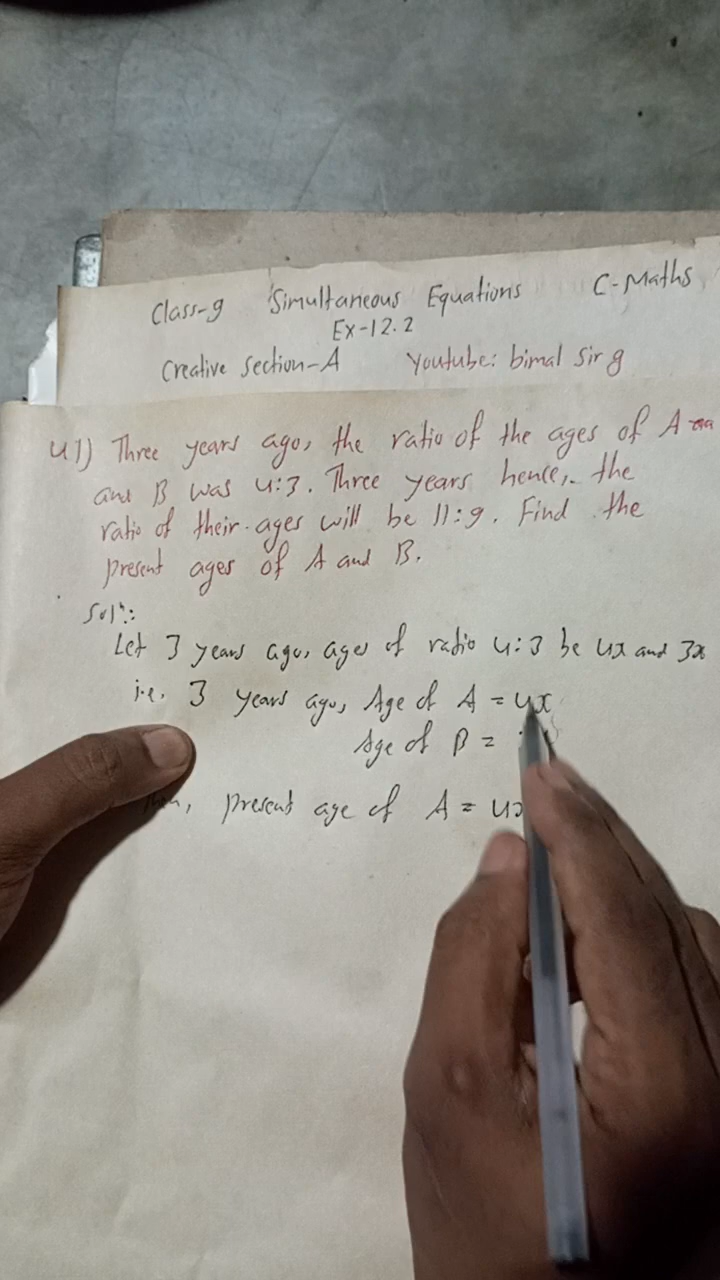 Class-9 Simultaneous Equations C-Maths
Ex-12.2
Creative section-A Youtube: bimal sir g
41) Three years ago, the ratio of the ages of A
and B was 4:3. Three years hence, the
ratio of their ages will be 11:9. Find the
present ages of A and B.
Solⁿ:
Let 3 years ago, ages of ratio 4:3 be 4x and 3x
i.e. 3 years ago, Age of A = 4x
Age of B =
present age of A = 4x